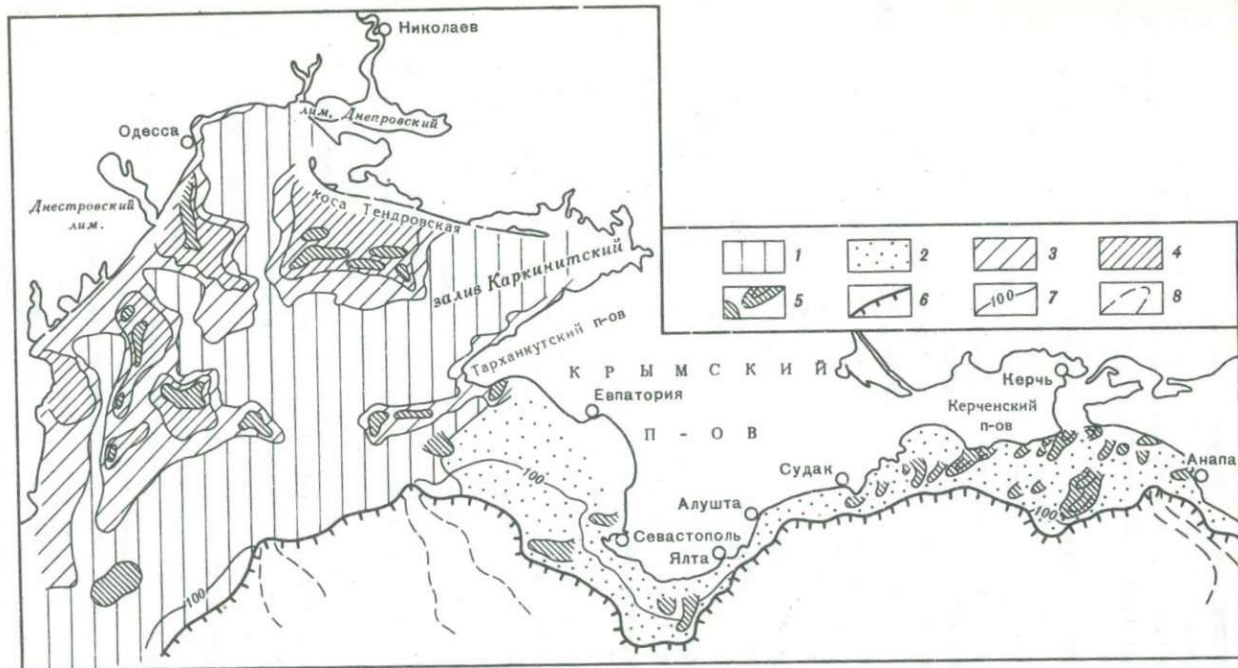 Николаев
лим. Днепровский
Одесса
Днестровский
лим.
коса Тендровская
залив Каркинитский
Тарханкутский п-ов
1
2
3
4
5
100
6
7
8
КРЫМСКИЙ
П-ОВ
Евпатория
Керчь
Керченский
п-ов
Судак
Анапа
Алушта
Севастополь
Ялта
100
100
100